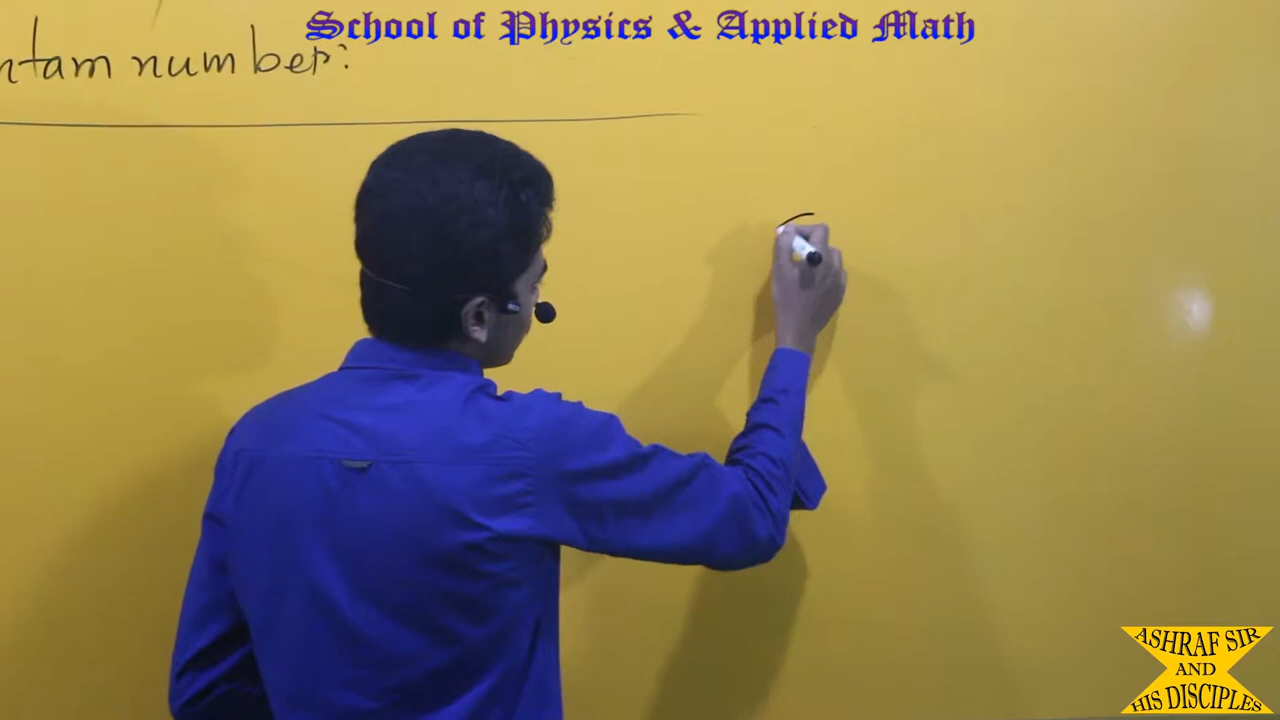 School of Physics & Applied Math
ntam number:
ASHRAF SIR
AND
HIS DISCIPLES